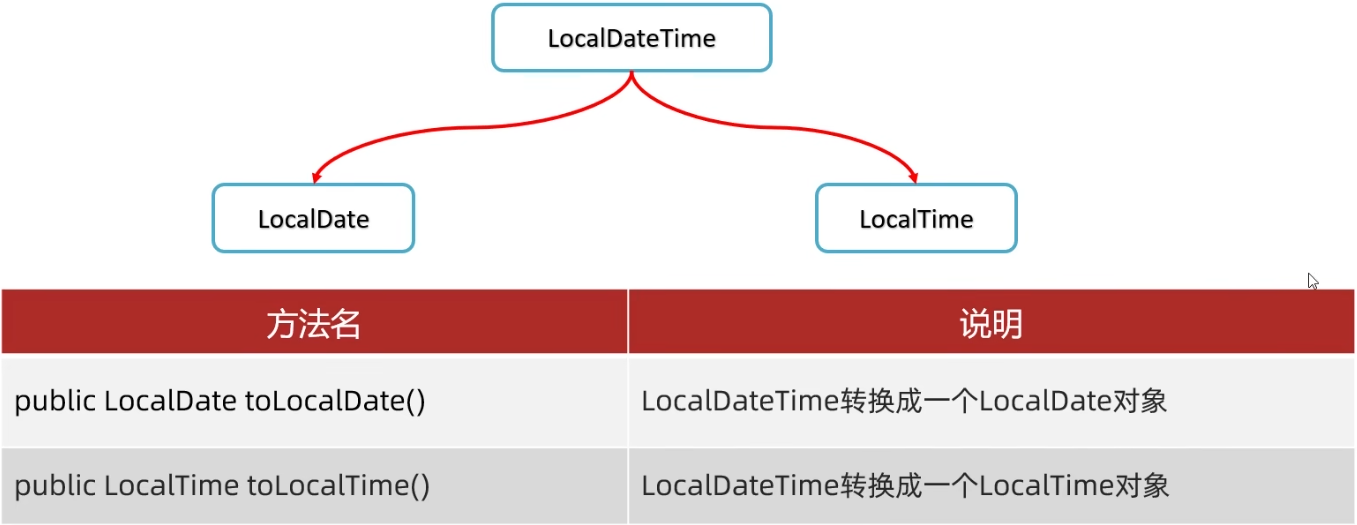 LocalDateTime
LocalDate
LocalTime
方法名
说明
public LocalDate toLocalDate()
LocalDateTime转换成一个LocalDate对象
public LocalTime toLocalTime()
LocalDateTime转换成一个LocalTime对象